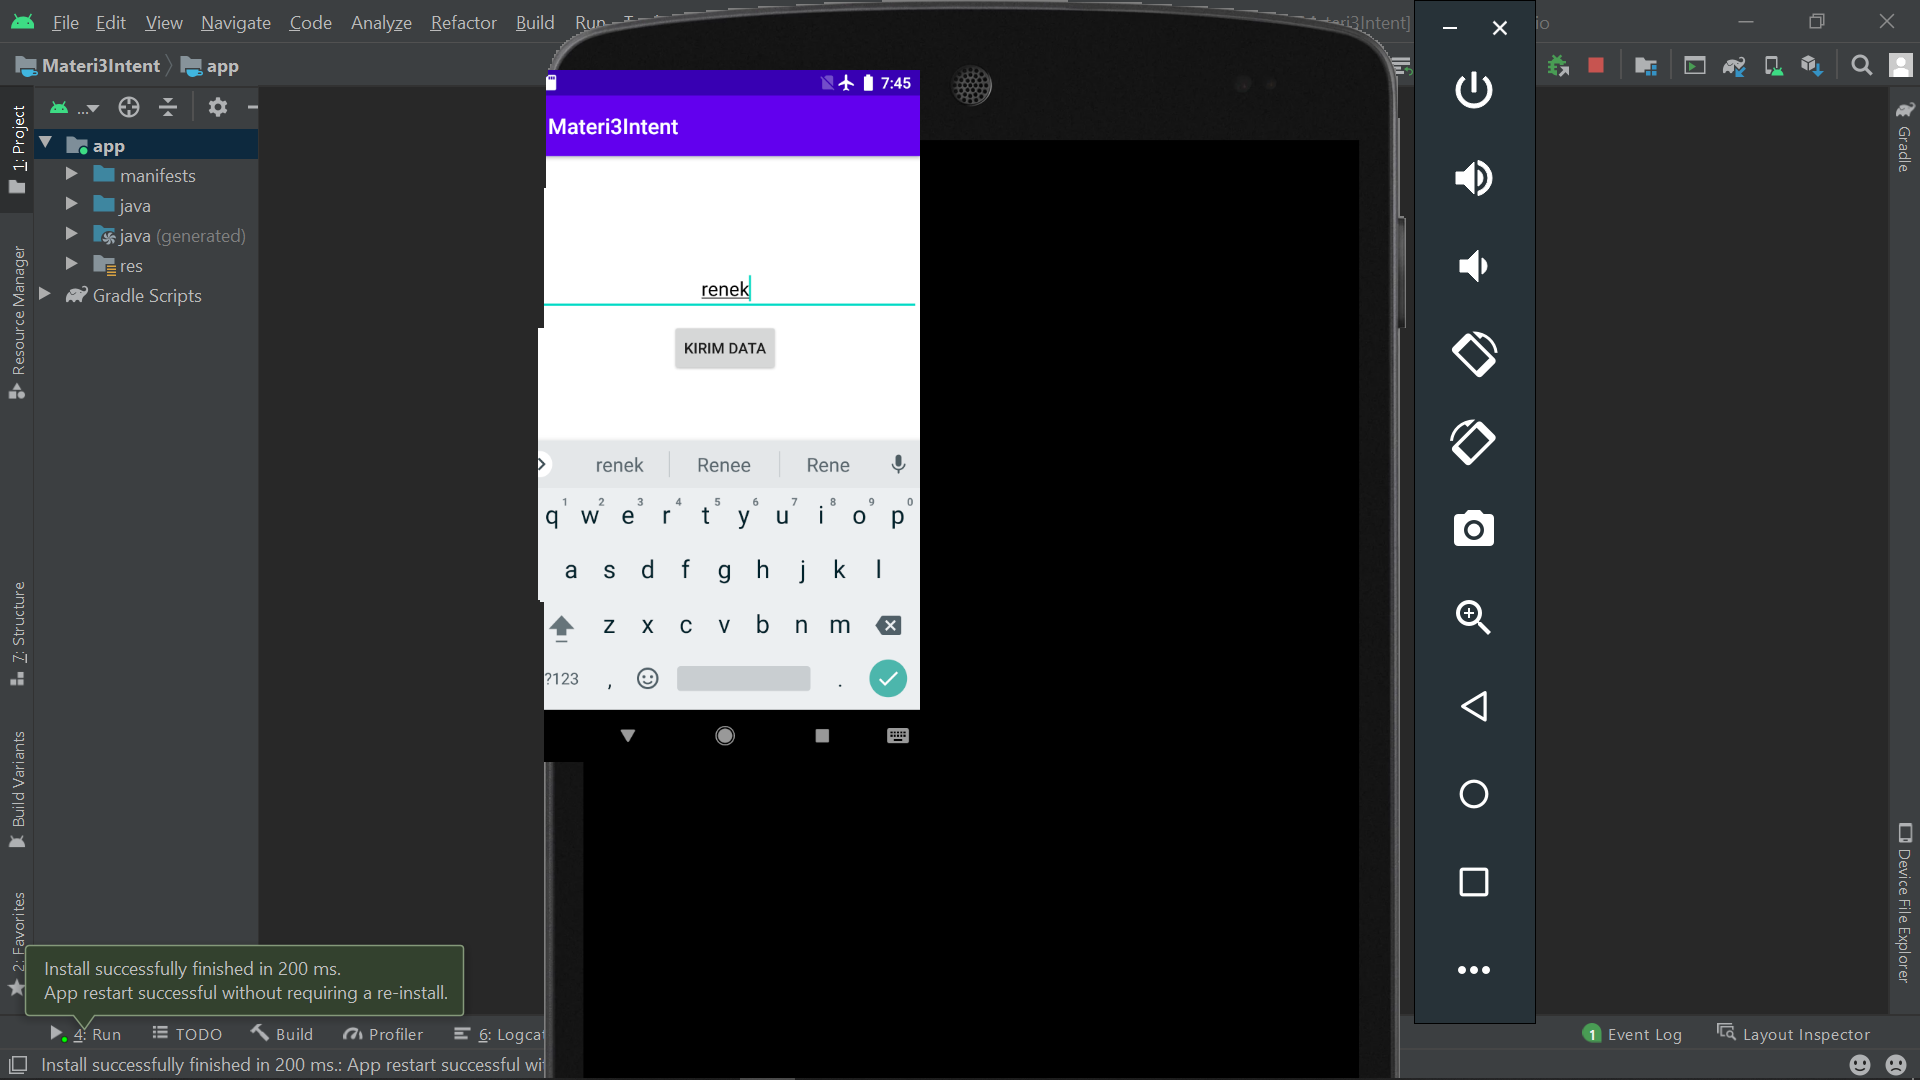 File Edit View Navigate Code Analyze Refactor Build Run
Materi3Intent app
...
1: Project
app
manifests
java
java (generated)
res
Gradle Scripts
Resource Manager
7: Structure
Build Variants
2: Favorites
7:45
Materi3Intent
renek
KIRIM DATA
renek Renee Rene
1 2 3 4 5 6 7 8 9 0
q w e r t y u i o p
a s d f g h j k l
z x c v b n m
?123 , .
Gradle
Device File Explorer
Install successfully finished in 200 ms.
App restart successful without requiring a re-install.
4: Run TODO Build Profiler 6: Logcat
1 Event Log Layout Inspector
Install successfully finished in 200 ms.: App restart successful wi